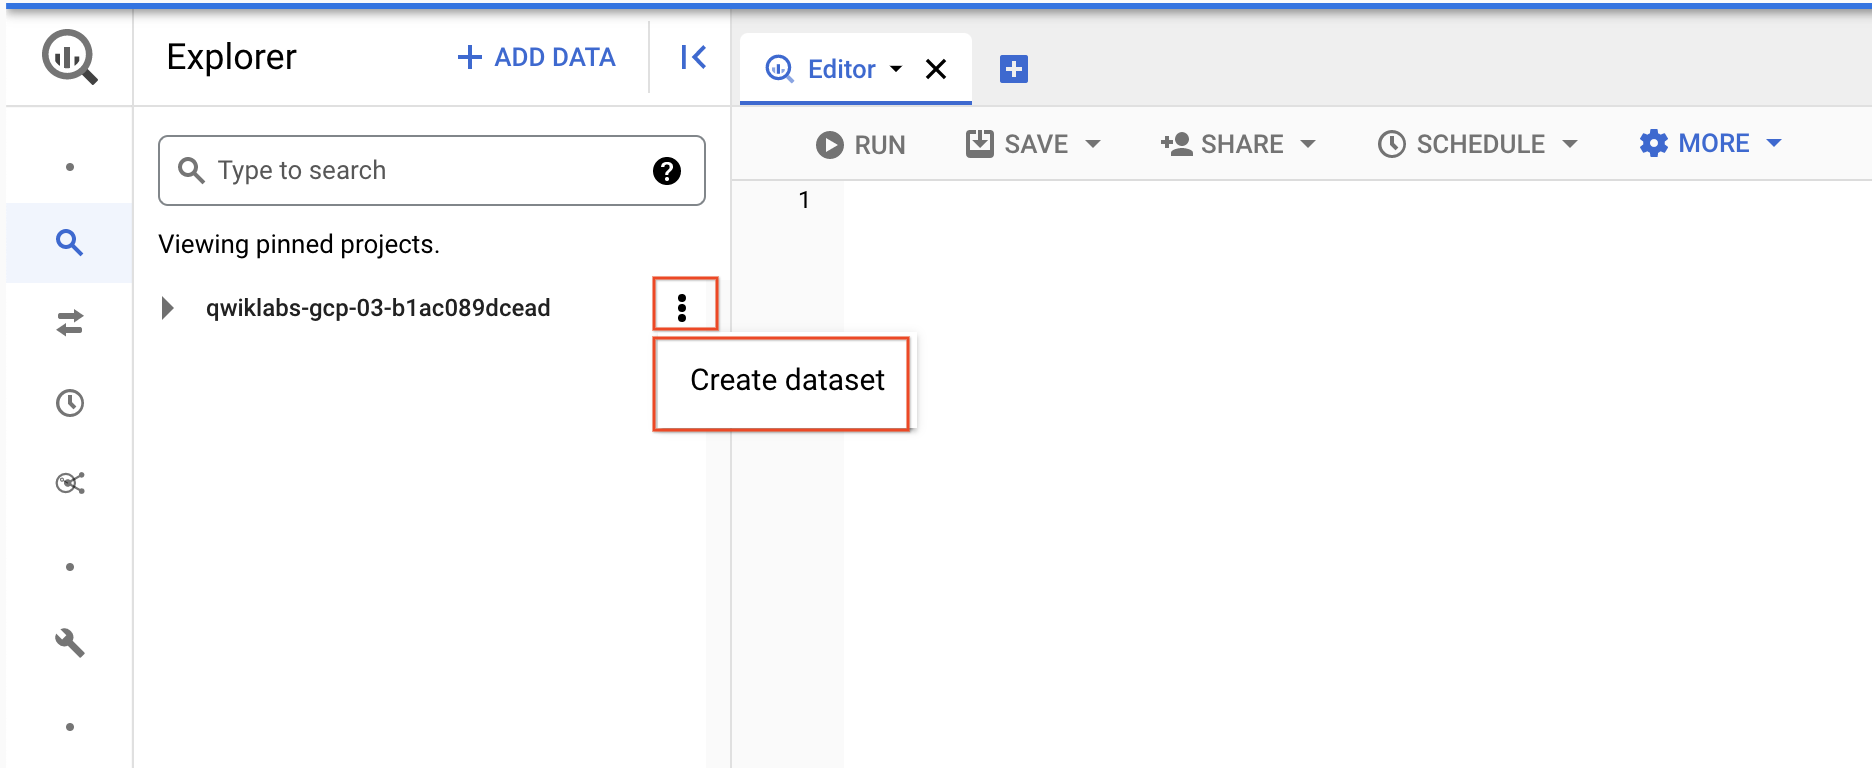 Explorer
+ ADD DATA
Editor
RUN
SAVE
SHARE
SCHEDULE
MORE
Type to search
?
1
Viewing pinned projects.
qwiklabs-gcp-03-b1ac089dcead
Create dataset